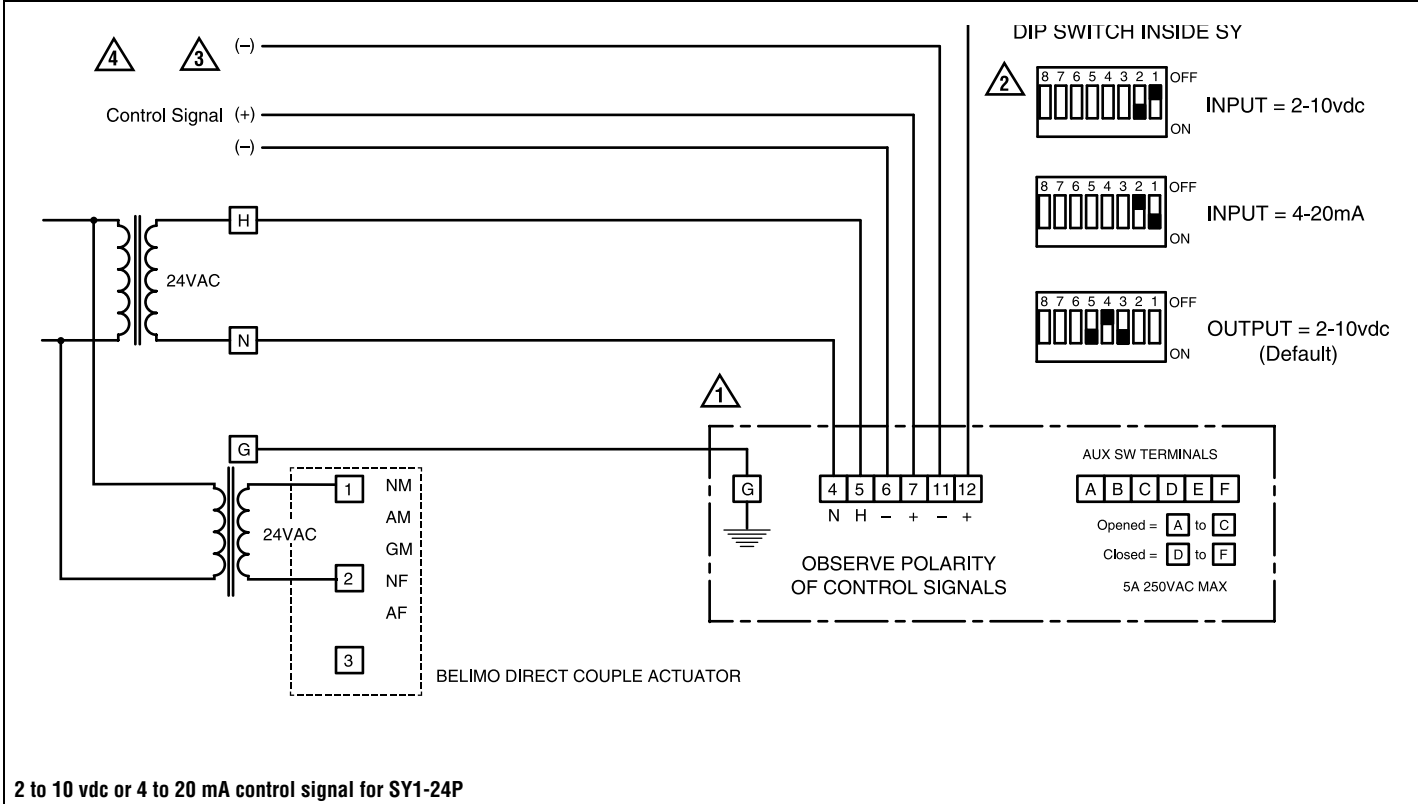 DIP SWITCH INSIDE SY
4
3
(–)
2
8 7 6 5 4 3 2 1 OFF
INPUT = 2-10vdc
ON
Control Signal (+)
(–)
8 7 6 5 4 3 2 1 OFF
INPUT = 4-20mA
ON
H
24VAC
N
8 7 6 5 4 3 2 1 OFF
OUTPUT = 2-10vdc
(Default)
ON
1
G
1 NM
AM
24VAC
GM
2 NF
AF
3
BELIMO DIRECT COUPLE ACTUATOR
G
4 5 6 7 11 12
N H – + – +
OBSERVE POLARITY
OF CONTROL SIGNALS
AUX SW TERMINALS
A B C D E F
Opened = A to C
Closed = D to F
5A 250VAC MAX
2 to 10 vdc or 4 to 20 mA control signal for SY1-24P